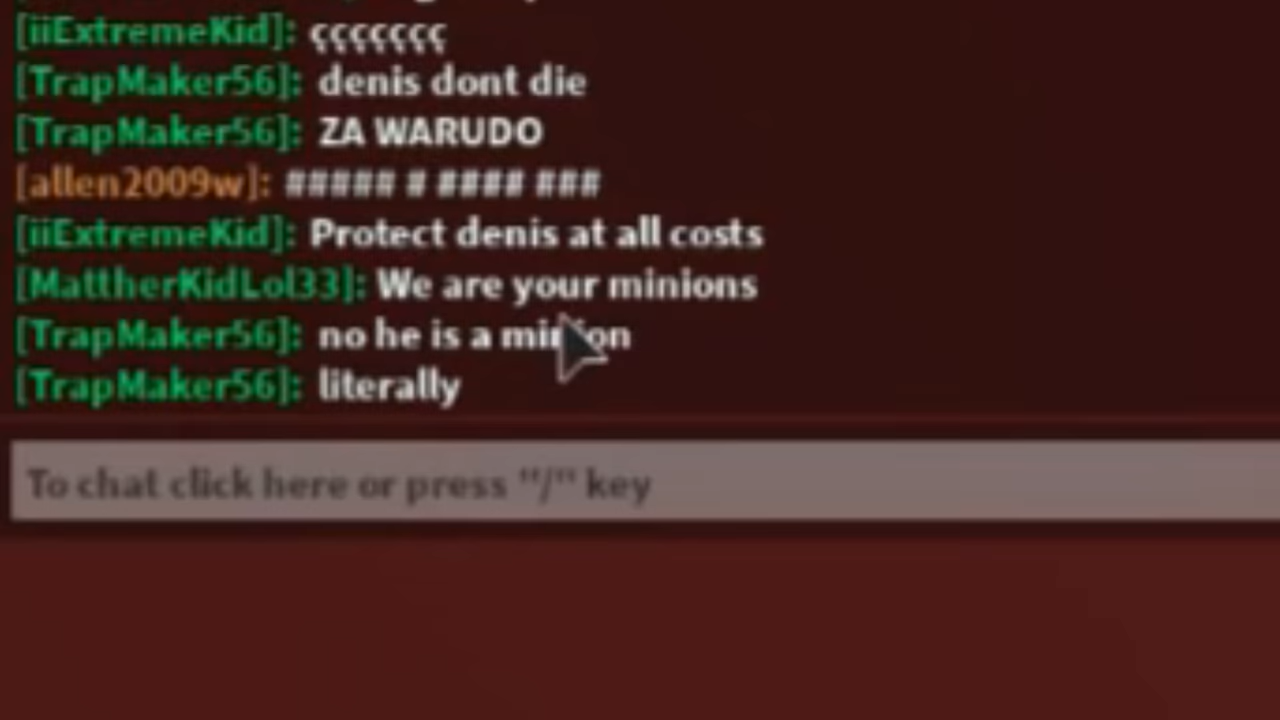 [iiExtremeKid]: ççççççç
[TrapMaker56]: denis dont die
[TrapMaker56]: ZA WARUDO
[allen2009w]: ##### # #### ###
[iiExtremeKid]: Protect denis at all costs
[MattherKidLol33]: We are your minions
[TrapMaker56]: no he is a minion
[TrapMaker56]: literally
To chat click here or press "/" key